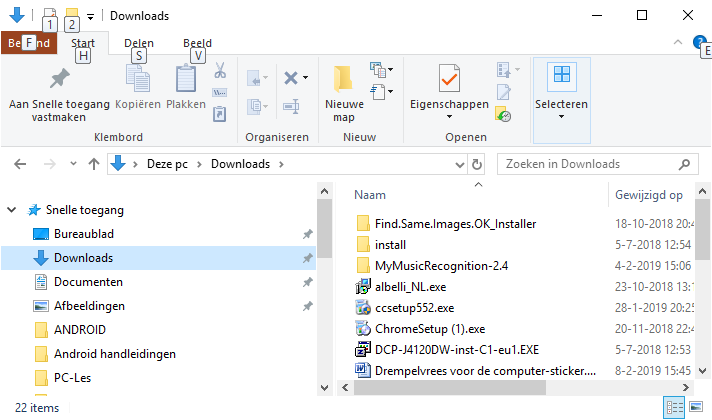 1 2 Downloads
Bestand Start Delen Beeld
F H S V E
Aan Snelle toegang vastmaken
Kopiëren
Plakken
Klembord
Organiseren
Nieuwe map
Nieuw
Eigenschappen
Openen
Selecteren
Deze pc Downloads
Zoeken in Downloads
Snelle toegang
Bureaublad
Downloads
Documenten
Afbeeldingen
ANDROID
Android handleidingen
PC-Les
Naam Gewijzigd op
Find.Same.Images.OK_Installer 18-10-2018 20:4
install 5-7-2018 12:54
MyMusicRecognition-2.4 4-2-2019 15:06
albelli_NL.exe 23-10-2018 13:1
ccsetup552.exe 28-1-2019 20:25
ChromeSetup (1).exe 20-11-2018 22:4
DCP-J4120DW-inst-C1-eu1.EXE 5-7-2018 12:53
Drempelvrees voor de computer-sticker.... 8-2-2019 15:45
22 items